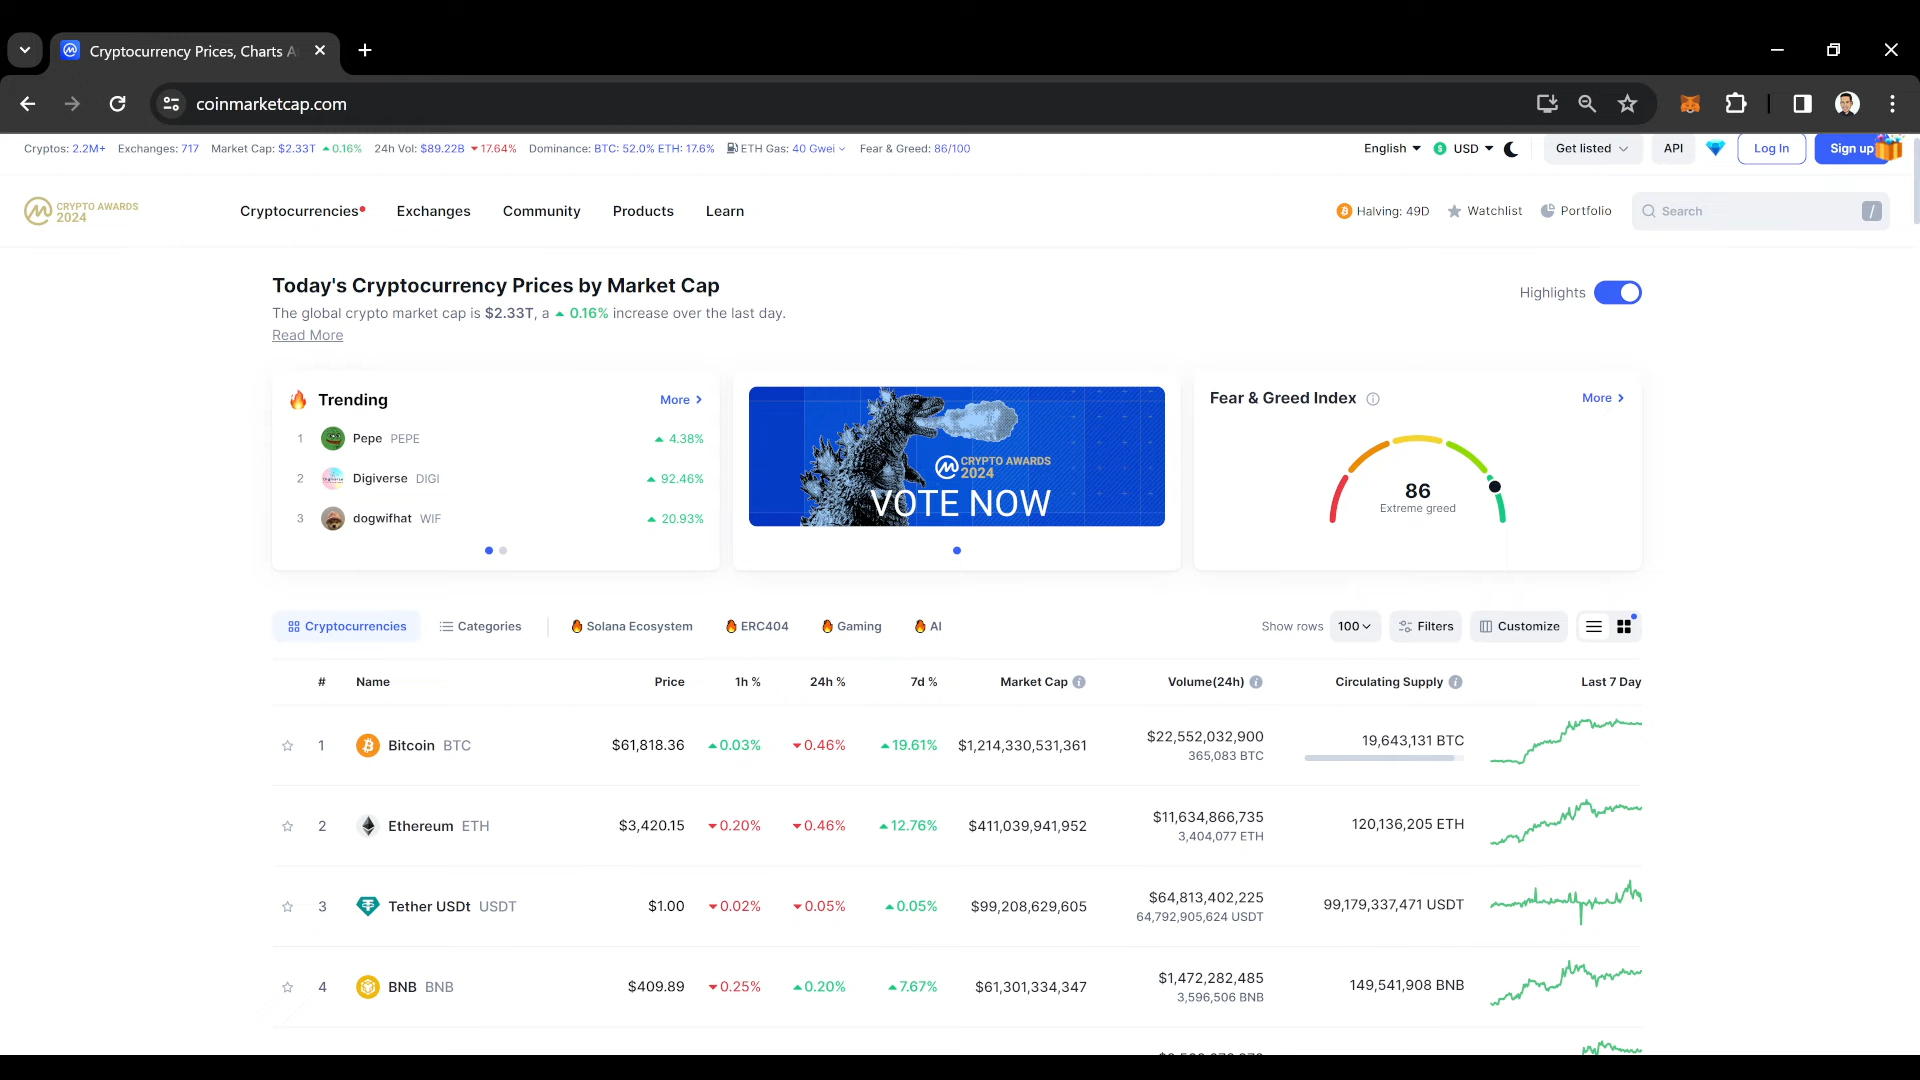 Cryptocurrency Prices, Charts A
coinmarketcap.com
Cryptos: 2.2M+ Exchanges: 717 Market Cap: $2.33T 0.16% 24h Vol: $89.22B 17.64% Dominance: BTC: 52.0% ETH: 17.6% ETH Gas: 40 Gwei Fear & Greed: 86/100
English USD Get listed API Log In Sign up
CRYPTO AWARDS
2024
Cryptocurrencies Exchanges Community Products Learn
Halving: 49D Watchlist Portfolio Search /
Today's Cryptocurrency Prices by Market Cap
The global crypto market cap is $2.33T, a 0.16% increase over the last day.
Read More
Highlights
Trending More
1 Pepe PEPE 4.38%
2 Digiverse DIGI 92.46%
3 dogwifhat WIF 20.93%
CRYPTO AWARDS
2024
VOTE NOW
Fear & Greed Index More
86
Extreme greed
Cryptocurrencies Categories Solana Ecosystem ERC404 Gaming AI
Show rows 100 Filters Customize
# Name Price 1h % 24h % 7d % Market Cap Volume(24h) Circulating Supply Last 7 Day
1 Bitcoin BTC $61,818.36 0.03% 0.46% 19.61% $1,214,330,531,361 $22,552,032,900 19,643,131 BTC
365,083 BTC
2 Ethereum ETH $3,420.15 0.20% 0.46% 12.76% $411,039,941,952 $11,634,866,735 120,136,205 ETH
3,404,077 ETH
3 Tether USDt USDT $1.00 0.02% 0.05% 0.05% $99,208,629,605 $64,813,402,225 99,179,337,471 USDT
64,792,905,624 USDT
4 BNB BNB $409.89 0.25% 0.20% 7.67% $61,301,334,347 $1,472,282,485 149,541,908 BNB
3,596,506 BNB